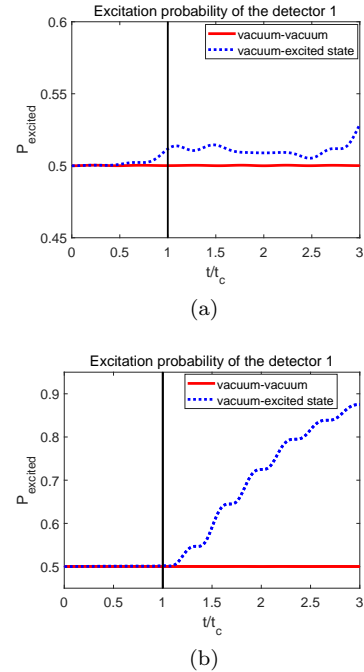 Excitation probability of the detector 1
0.6
vacuum-vacuum
vacuum-excited state
0.55
P_excited
0.5
0.45
0 0.5 1 1.5 2 2.5 3
t/t_c
(a)
Excitation probability of the detector 1
0.9
vacuum-vacuum
vacuum-excited state
0.8
P_excited
0.7
0.6
0.5
0 0.5 1 1.5 2 2.5 3
t/t_c
(b)